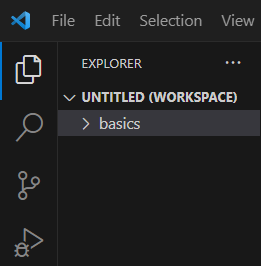 File Edit Selection View
EXPLORER
UNTITLED (WORKSPACE)
basics